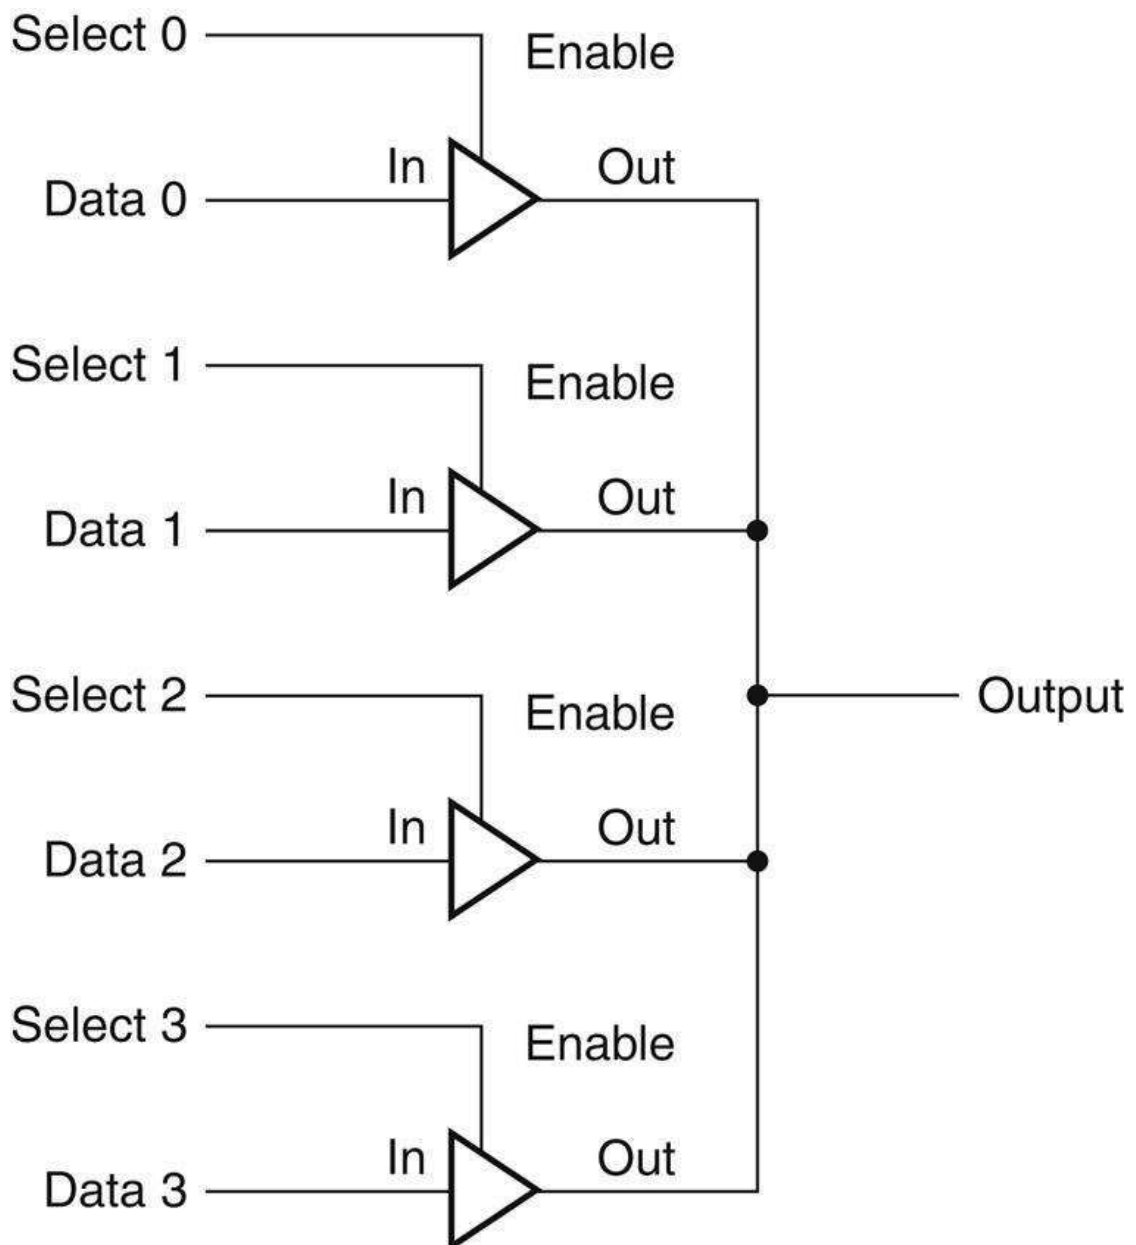 Select 0
Enable
In
Out
Data 0
Select 1
Enable
In
Out
Data 1
Select 2
Enable
Output
In
Out
Data 2
Select 3
Enable
In
Out
Data 3